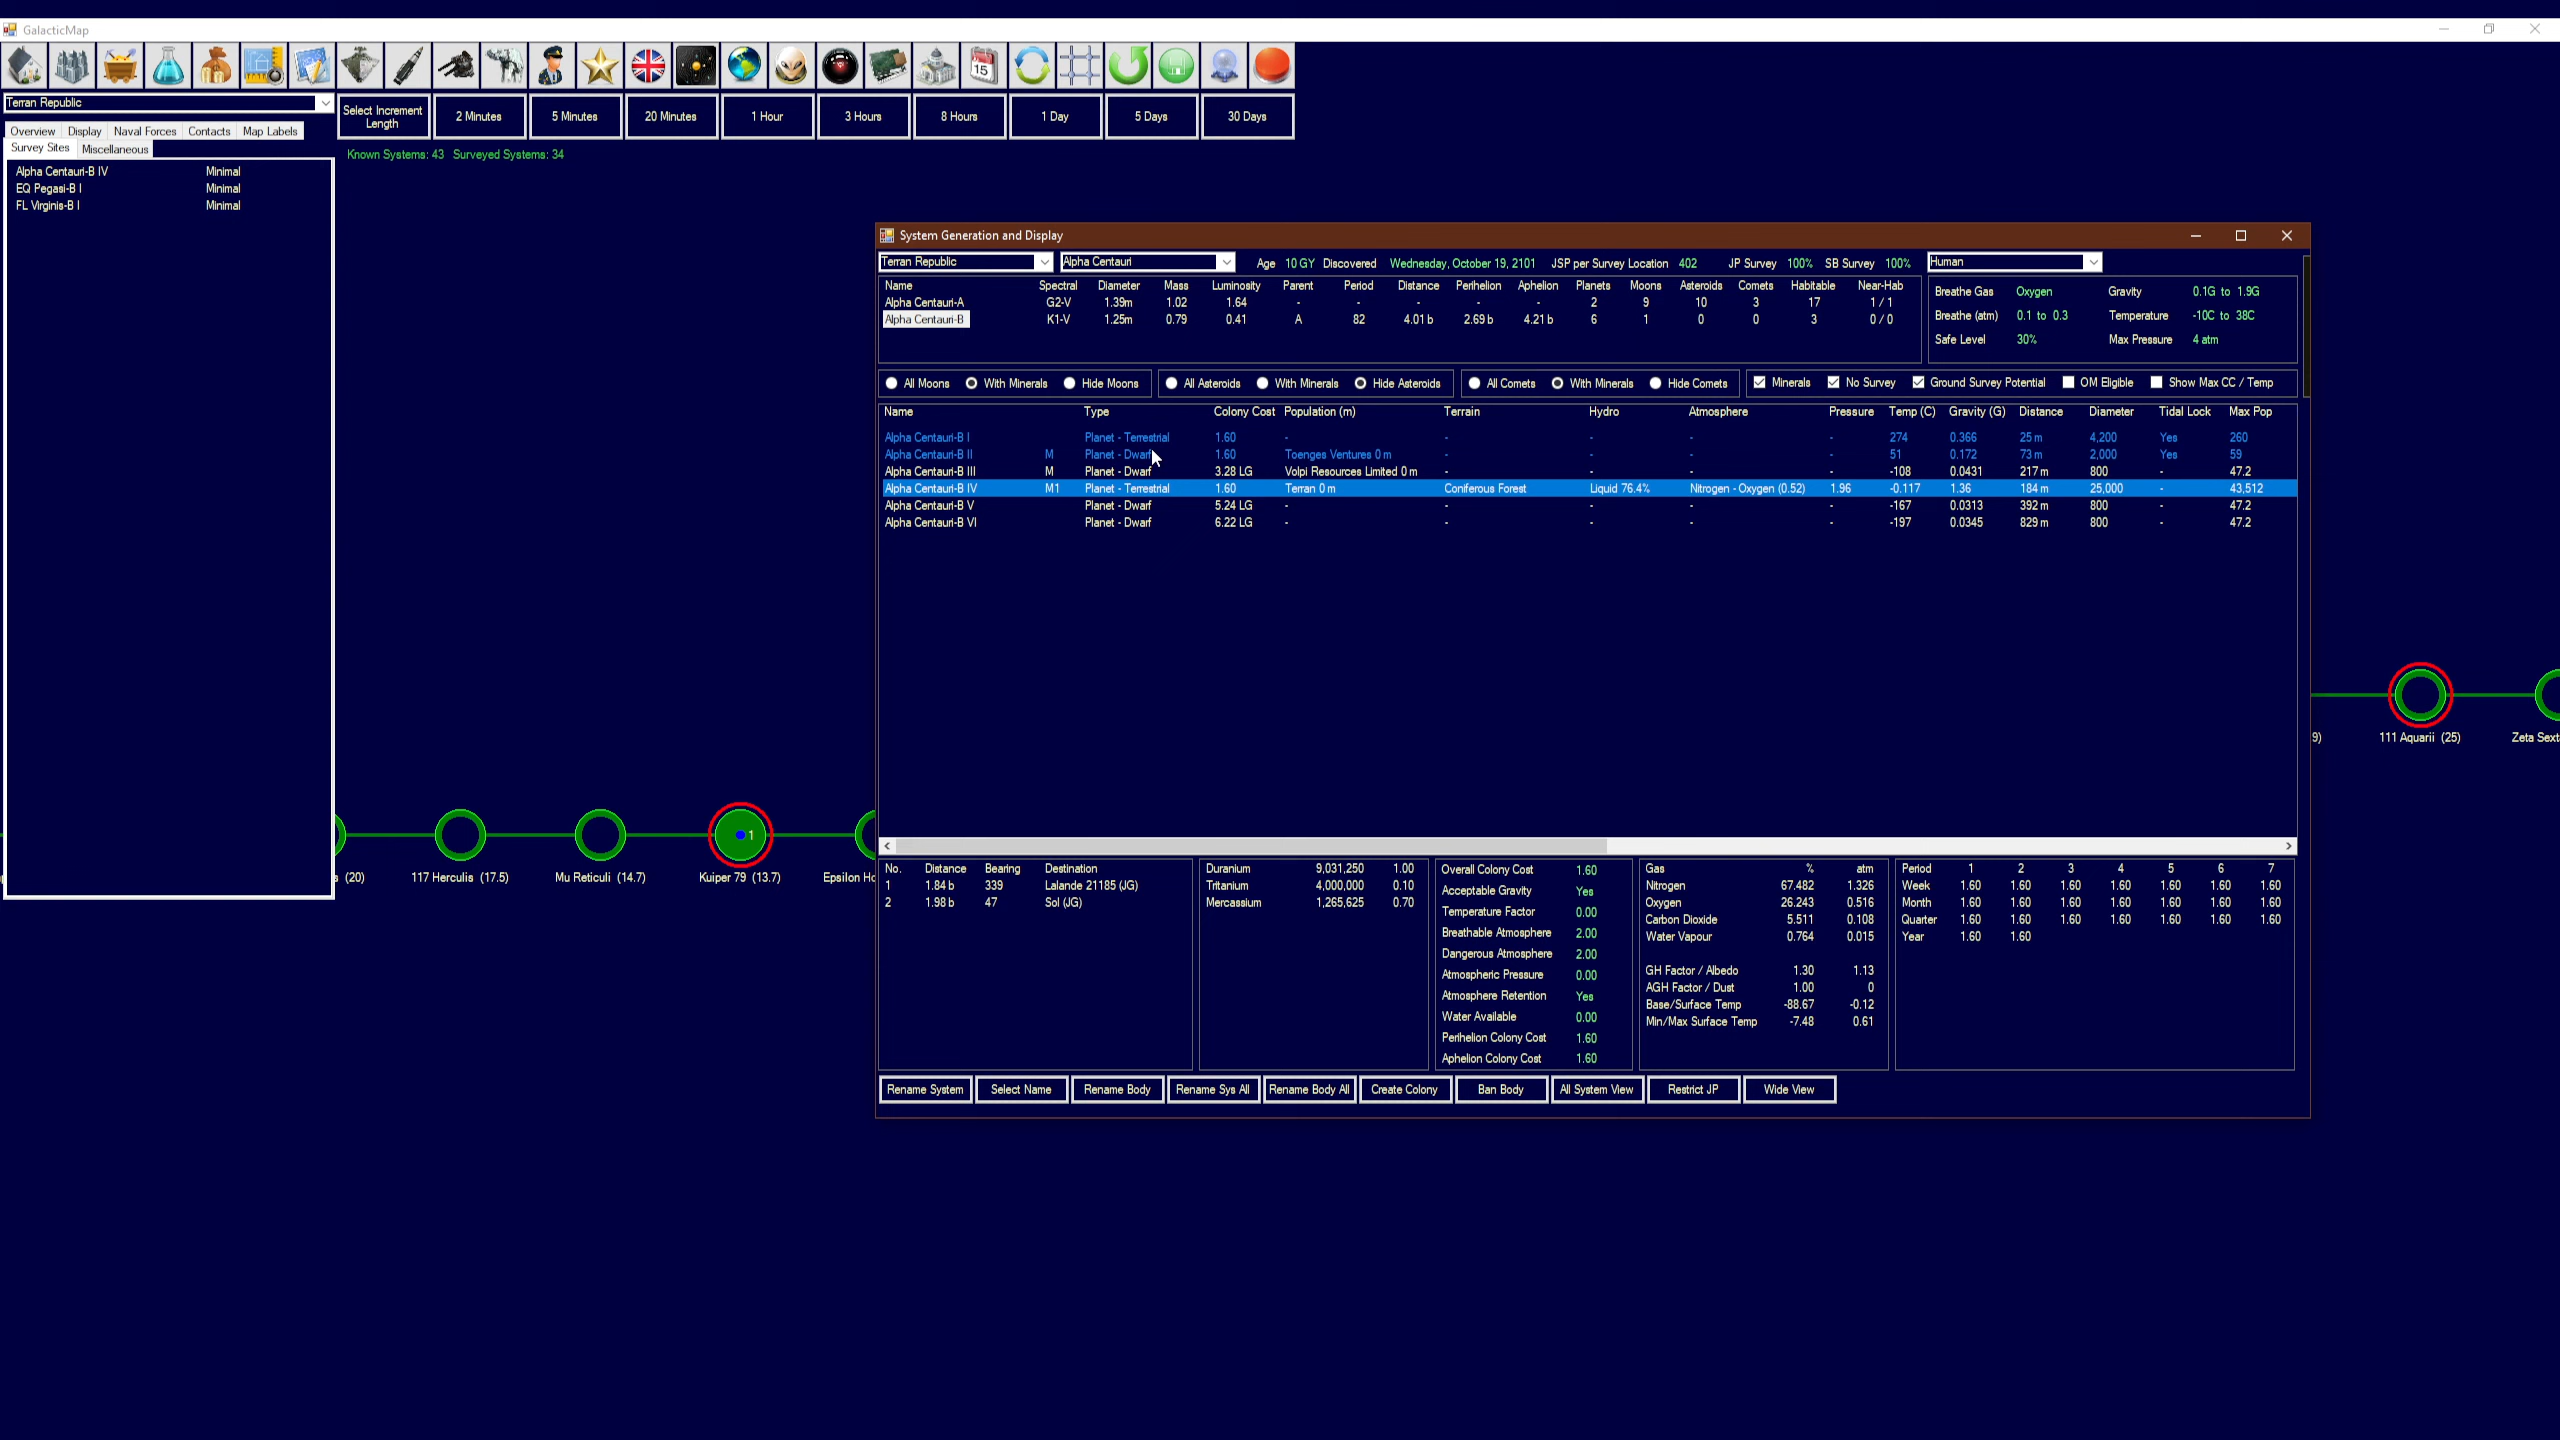 GalacticMap
15
Terran Republic
Select Increment Length
2 Minutes 5 Minutes 20 Minutes 1 Hour 3 Hours 8 Hours 1 Day 5 Days 30 Days
Overview Display Naval Forces Contacts Map Labels
Survey Sites Miscellaneous
Known Systems: 43 Surveyed Systems: 34
Alpha Centauri-B IV Minimal
EQ Pegasi-B I Minimal
FL Virginis-B I Minimal
System Generation and Display
Terran Republic Alpha Centauri Age 10 GY Discovered Wednesday, October 19, 2101 JSP per Survey Location 402 JP Survey 100% SB Survey 100% Human
Name Spectral Diameter Mass Luminosity Parent Period Distance Perihelion Aphelion Planets Moons Asteroids Comets Habitable Near-Hab
Alpha Centauri-A G2-V 1.39m 1.02 1.64 - - - - - 2 9 10 3 17 1 / 1
Alpha Centauri-B K1-V 1.25m 0.79 0.41 A 82 4.01 b 2.69 b 4.21 b 6 1 0 0 3 0 / 0
Breathe Gas Oxygen Gravity 0.1G to 1.9G
Breathe (atm) 0.1 to 0.3 Temperature -10C to 38C
Safe Level 30% Max Pressure 4 atm
All Moons With Minerals Hide Moons All Asteroids With Minerals Hide Asteroids All Comets With Minerals Hide Comets Minerals No Survey Ground Survey Potential OM Eligible Show Max CC / Temp
Name Type Colony Cost Population (m) Terrain Hydro Atmosphere Pressure Temp (C) Gravity (G) Distance Diameter Tidal Lock Max Pop
Alpha Centauri-B I Planet - Terrestrial 1.60 - - - - - 274 0.366 25 m 4,200 Yes 260
Alpha Centauri-B II M Planet - Dwarf 1.60 Toenges Ventures 0 m - - - - 51 0.172 73 m 2,000 Yes 59
Alpha Centauri-B III M Planet - Dwarf 3.28 LG Volpi Resources Limited 0 m - - - - -108 0.0431 217 m 800 - 47.2
Alpha Centauri-B IV M1 Planet - Terrestrial 1.60 Terran 0 m Coniferous Forest Liquid 76.4% Nitrogen - Oxygen (0.52) 1.96 -0.117 1.36 184 m 25,000 - 43,512
Alpha Centauri-B V Planet - Dwarf 5.24 LG - - - - - -167 0.0313 392 m 800 - 47.2
Alpha Centauri-B VI Planet - Dwarf 6.22 LG - - - - - -197 0.0345 829 m 800 - 47.2
9) 111 Aquarii (25) Zeta Sext
1
s (20) 117 Herculis (17.5) Mu Reticuli (14.7) Kuiper 79 (13.7) Epsilon Ho
No. Distance Bearing Destination
1 1.84 b 339 Lalande 21185 (JG)
2 1.98 b 47 Sol (JG)
Duranium 9,031,250 1.00
Tritanium 4,000,000 0.10
Mercassium 1,265,625 0.70
Overall Colony Cost 1.60
Acceptable Gravity Yes
Temperature Factor 0.00
Breathable Atmosphere 2.00
Dangerous Atmosphere 2.00
Atmospheric Pressure 0.00
Atmosphere Retention Yes
Water Available 0.00
Perihelion Colony Cost 1.60
Aphelion Colony Cost 1.60
Gas % atm
Nitrogen 67.482 1.326
Oxygen 26.243 0.516
Carbon Dioxide 5.511 0.108
Water Vapour 0.764 0.015
GH Factor / Albedo 1.30 1.13
AGH Factor / Dust 1.00 0
Base/Surface Temp -88.67 -0.12
Min/Max Surface Temp -7.48 0.61
Period 1 2 3 4 5 6 7
Week 1.60 1.60 1.60 1.60 1.60 1.60 1.60
Month 1.60 1.60 1.60 1.60 1.60 1.60 1.60
Quarter 1.60 1.60 1.60 1.60 1.60 1.60 1.60
Year 1.60 1.60
Rename System Select Name Rename Body Rename Sys All Rename Body All Create Colony Ban Body All System View Restrict JP Wide View